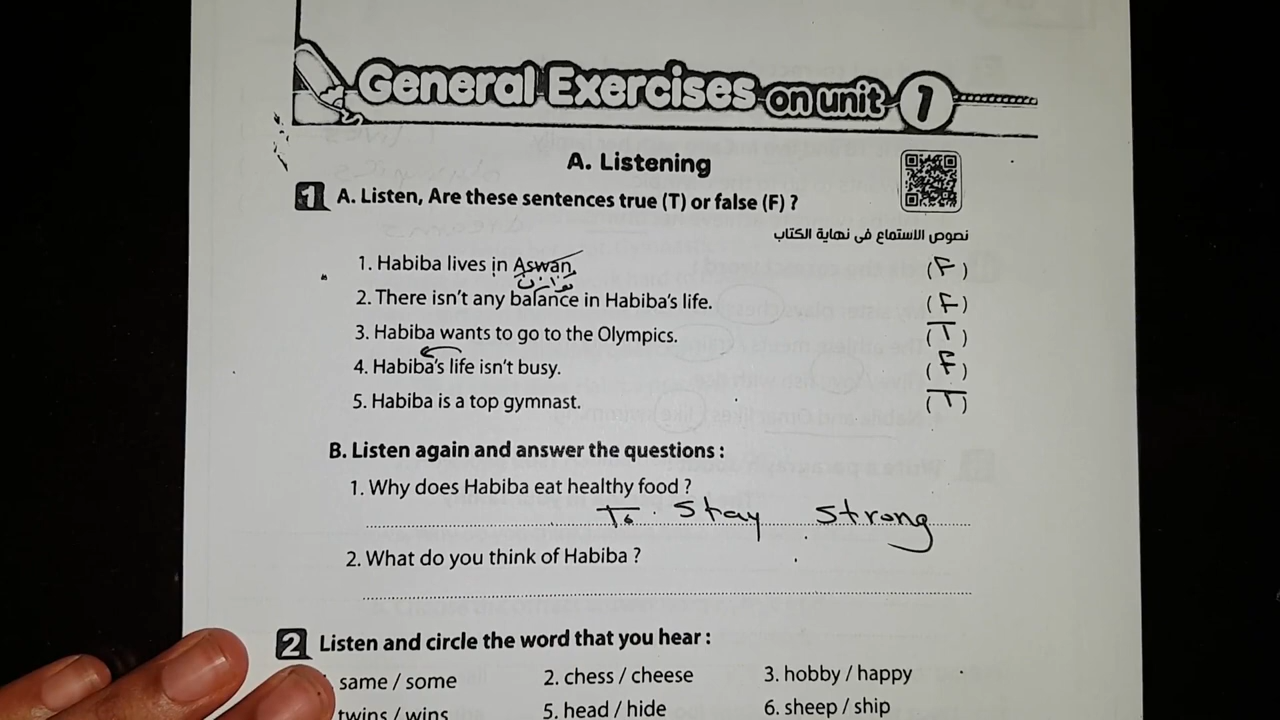 General Exercises on unit 1
A. Listening
1 A. Listen, Are these sentences true (T) or false (F) ?
نصوص الاستماع فى نهاية الكتاب
1. Habiba lives in Aswan. (F)
توازن
2. There isn't any balance in Habiba's life. (F)
3. Habiba wants to go to the Olympics. (T)
4. Habiba's life isn't busy. (F)
5. Habiba is a top gymnast. (T)
B. Listen again and answer the questions :
1. Why does Habiba eat healthy food ?
To stay strong
2. What do you think of Habiba ?
2 Listen and circle the word that you hear :
same / some 2. chess / cheese 3. hobby / happy
twins / wins 5. head / hide 6. sheep / ship